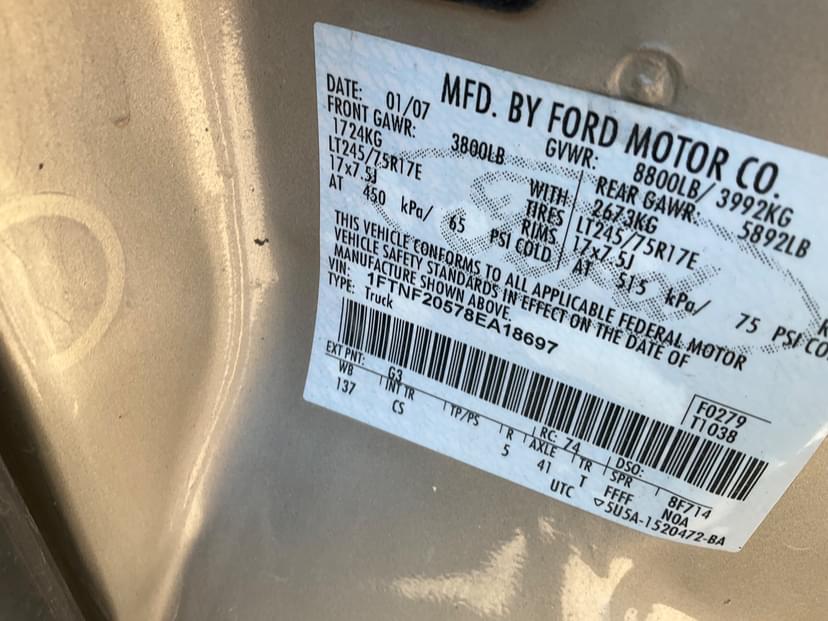 MFD. BY FORD MOTOR CO.
DATE: 01/07 GVWR: 8800LB/ 3992KG
FRONT GAWR: 3800LB REAR GAWR: 5892LB
1724KG WITH 2673KG
LT245/75R17E TIRES LT245/75R17E
17x7.5J RIMS 17x7.5J
AT 450 kPa/ 65 PSI COLD AT 515 kPa/ 75 PSI CO
THIS VEHICLE CONFORMS TO ALL APPLICABLE FEDERAL MOTOR
VEHICLE SAFETY STANDARDS IN EFFECT ON THE DATE OF
MANUFACTURE SHOWN ABOVE.
VIN: 1FTNF20578EA18697
TYPE: Truck
F0279
T1038
EXT PNT: G3 RC: 74 DSO:
WB INT TR TP/PS R AXLE TR SPR 8F714
137 CS 5 41 T FFFF N0A
UTC ▽5U5A-1520472-BA